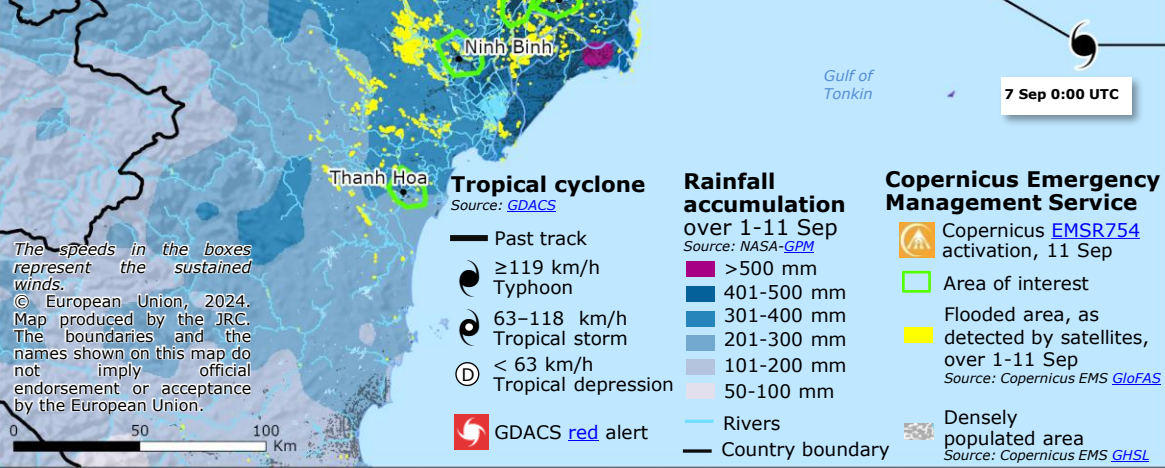 Ninh Binh
Gulf of
Tonkin
7 Sep 0:00 UTC
Thanh Hoa
The speeds in the boxes
represent the sustained
winds.
© European Union, 2024.
Map produced by the JRC.
The boundaries and the
names shown on this map do
not imply official
endorsement or acceptance
by the European Union.
0 50 100
Km
Tropical cyclone
Source: GDACS
Past track
≥119 km/h
Typhoon
63–118 km/h
Tropical storm
D
< 63 km/h
Tropical depression
GDACS red alert
Rainfall
accumulation
over 1-11 Sep
Source: NASA-GPM
>500 mm
401-500 mm
301-400 mm
201-300 mm
101-200 mm
50-100 mm
Rivers
Country boundary
Copernicus Emergency
Management Service
Copernicus EMSR754
activation, 11 Sep
Area of interest
Flooded area, as
detected by satellites,
over 1-11 Sep
Source: Copernicus EMS GloFAS
Densely
populated area
Source: Copernicus EMS GHSL